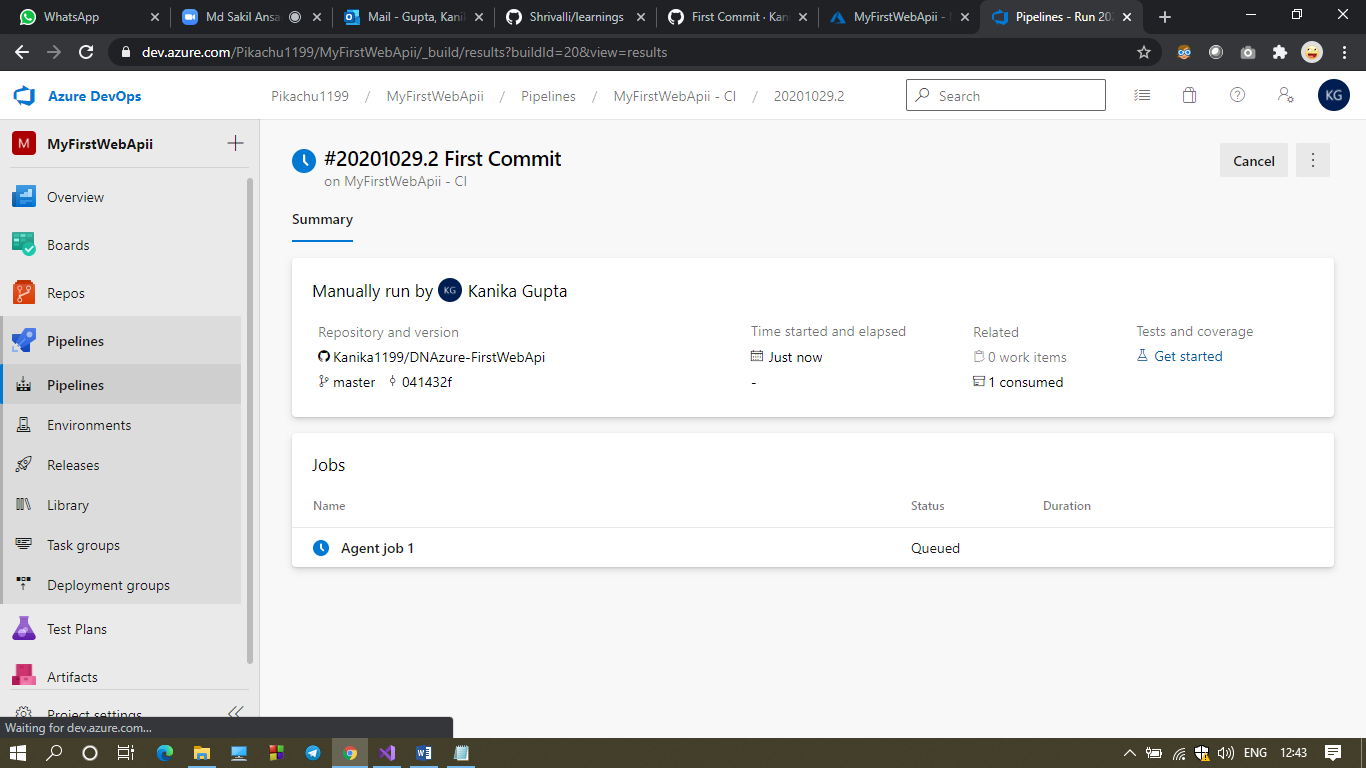 WhatsApp
Md Sakil Ansa
Mail - Gupta, Kani
Shrivalli/learnings
First Commit · Kan
MyFirstWebApii -
Pipelines - Run 202
dev.azure.com/Pikachu1199/MyFirstWebApii/_build/results?buildId=20&view=results
Azure DevOps
Pikachu1199 / MyFirstWebApii / Pipelines / MyFirstWebApii - CI / 20201029.2
Search
KG
M MyFirstWebApii
Overview
Boards
Repos
Pipelines
Pipelines
Environments
Releases
Library
Task groups
Deployment groups
Test Plans
Artifacts
Project settings
#20201029.2 First Commit
on MyFirstWebApii - CI
Cancel
Summary
Manually run by KG Kanika Gupta
Repository and version
Kanika1199/DNAzure-FirstWebApi
master 041432f
Time started and elapsed
Just now
-
Related
0 work items
1 consumed
Tests and coverage
Get started
Jobs
Name Status Duration
Agent job 1 Queued
Waiting for dev.azure.com...
ENG 12:43